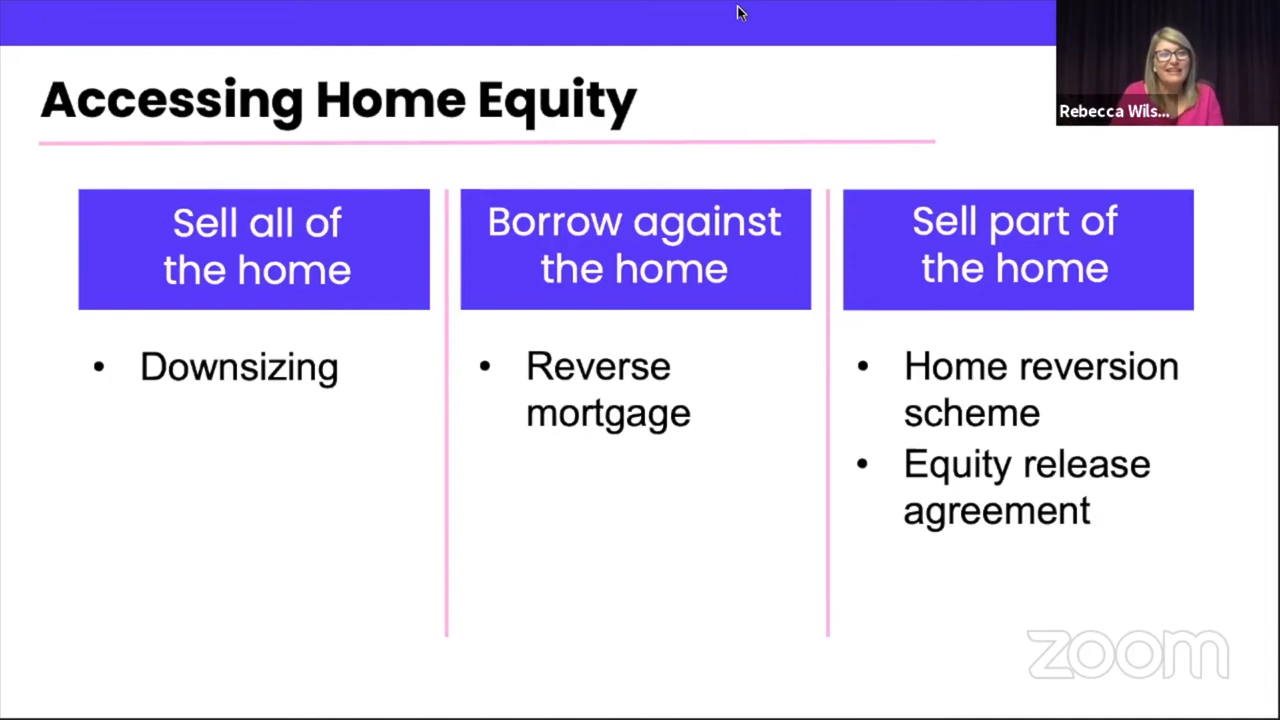 Accessing Home Equity
Rebecca Wils...
Sell all of
the home
• Downsizing
Borrow against
the home
• Reverse
mortgage
Sell part of
the home
• Home reversion
scheme
• Equity release
agreement
zoom